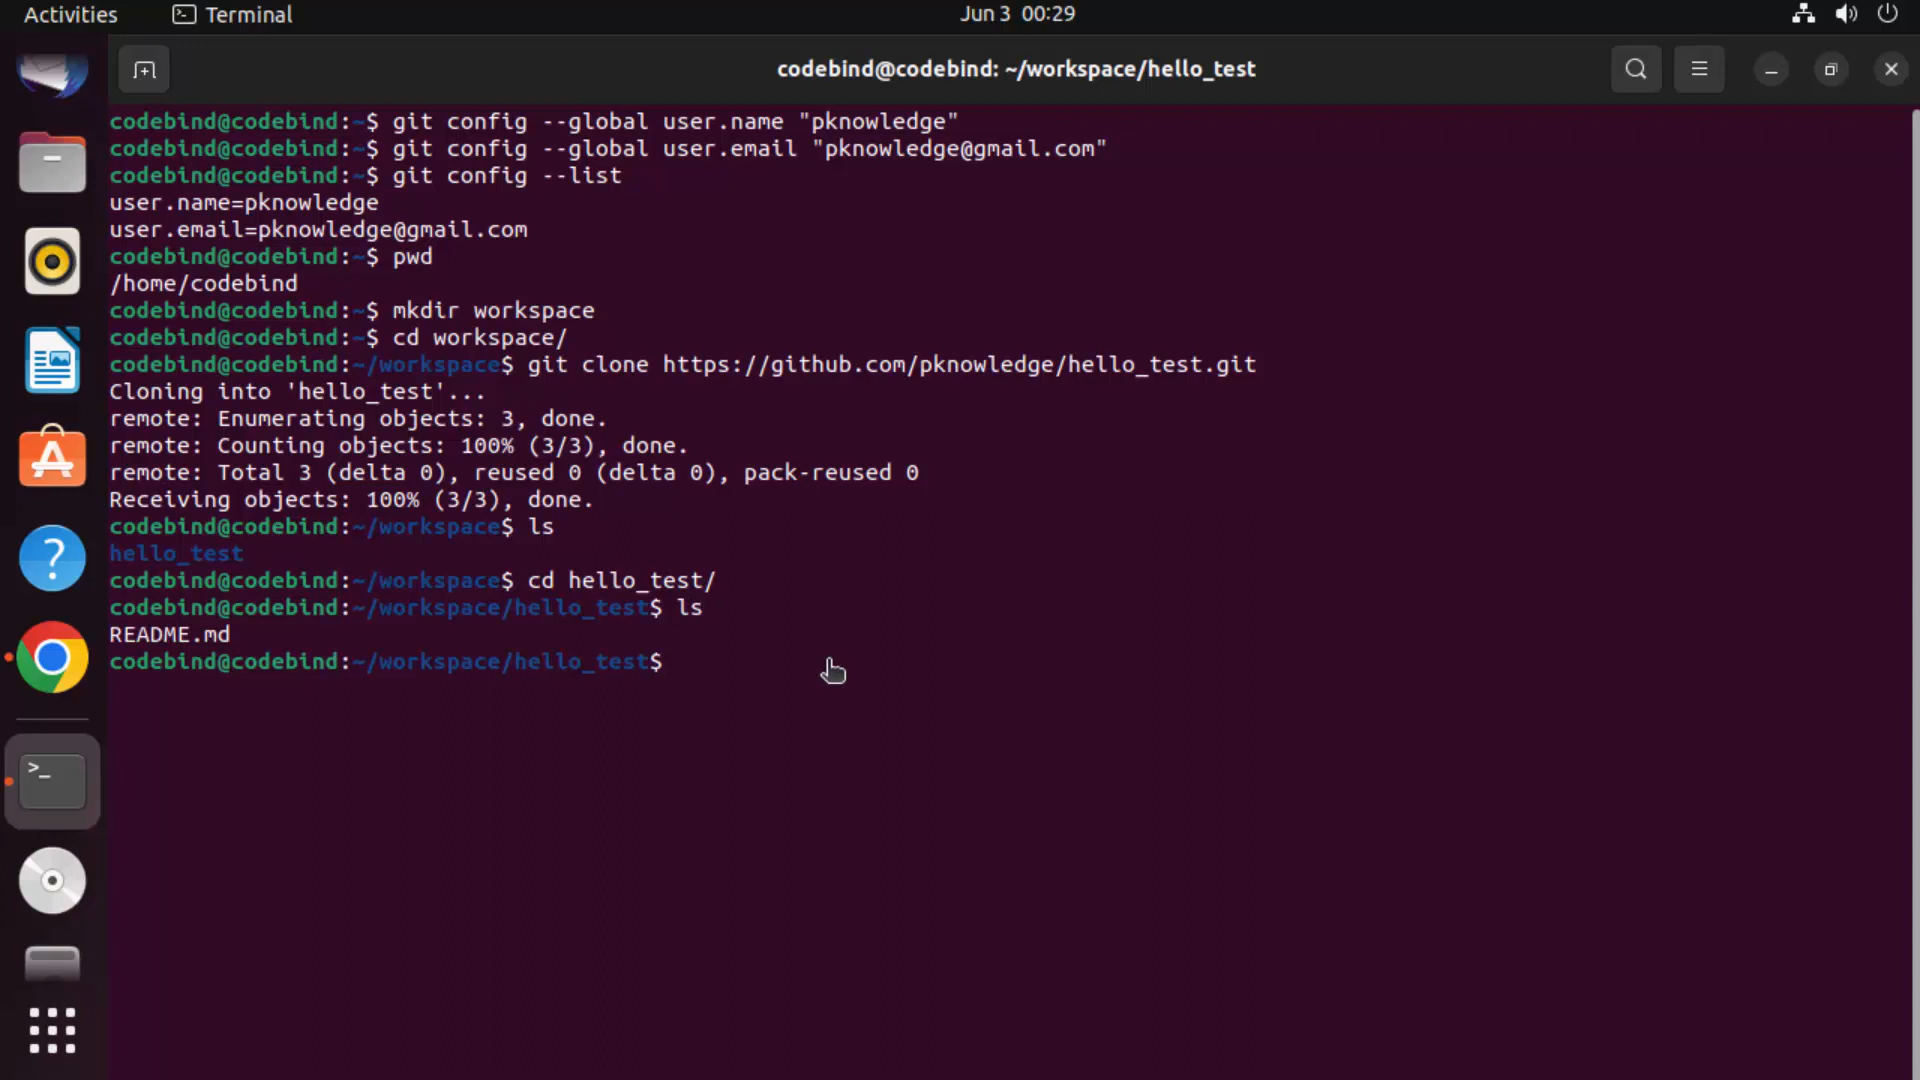 Activities Terminal Jun 3 00:29
codebind@codebind: ~/workspace/hello_test
codebind@codebind:~$ git config --global user.name "pknowledge"
codebind@codebind:~$ git config --global user.email "pknowledge@gmail.com"
codebind@codebind:~$ git config --list
user.name=pknowledge
user.email=pknowledge@gmail.com
codebind@codebind:~$ pwd
/home/codebind
codebind@codebind:~$ mkdir workspace
codebind@codebind:~$ cd workspace/
codebind@codebind:~/workspace$ git clone https://github.com/pknowledge/hello_test.git
Cloning into 'hello_test'...
remote: Enumerating objects: 3, done.
remote: Counting objects: 100% (3/3), done.
remote: Total 3 (delta 0), reused 0 (delta 0), pack-reused 0
Receiving objects: 100% (3/3), done.
codebind@codebind:~/workspace$ ls
hello_test
codebind@codebind:~/workspace$ cd hello_test/
codebind@codebind:~/workspace/hello_test$ ls
README.md
codebind@codebind:~/workspace/hello_test$